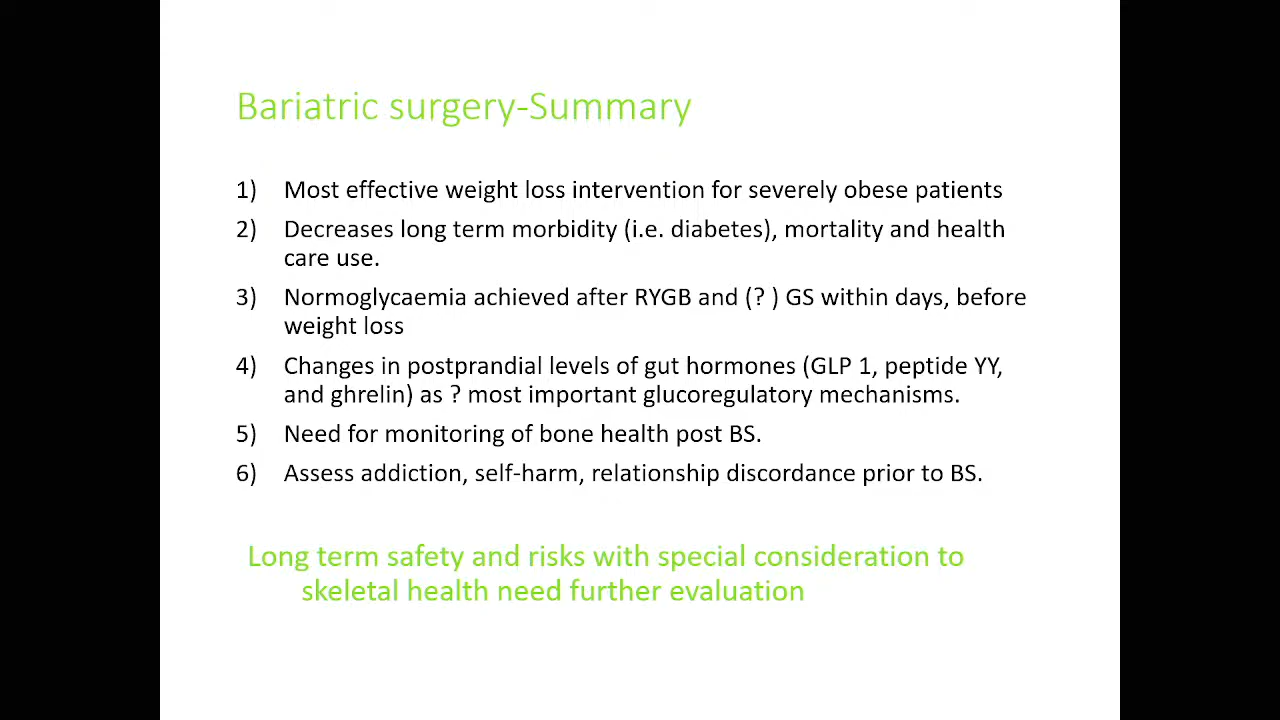 Bariatric surgery-Summary
1) Most effective weight loss intervention for severely obese patients
2) Decreases long term morbidity (i.e. diabetes), mortality and health
care use.
3) Normoglycaemia achieved after RYGB and (? ) GS within days, before
weight loss
4) Changes in postprandial levels of gut hormones (GLP 1, peptide YY,
and ghrelin) as ? most important glucoregulatory mechanisms.
5) Need for monitoring of bone health post BS.
6) Assess addiction, self-harm, relationship discordance prior to BS.
Long term safety and risks with special consideration to
skeletal health need further evaluation